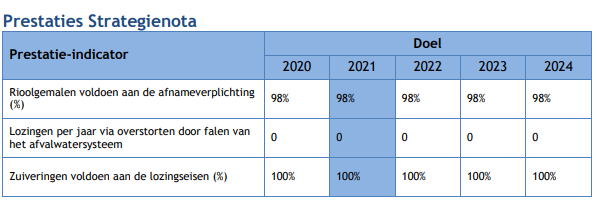 Prestaties Strategienota
Prestatie-indicator
Doel
2020 2021 2022 2023 2024
Rioolgemalen voldoen aan de afnameverplichting
(%)
98% 98% 98% 98% 98%
Lozingen per jaar via overstorten door falen van
het afvalwatersysteem
0 0 0 0 0
Zuiveringen voldoen aan de lozingseisen (%) 100% 100% 100% 100% 100%